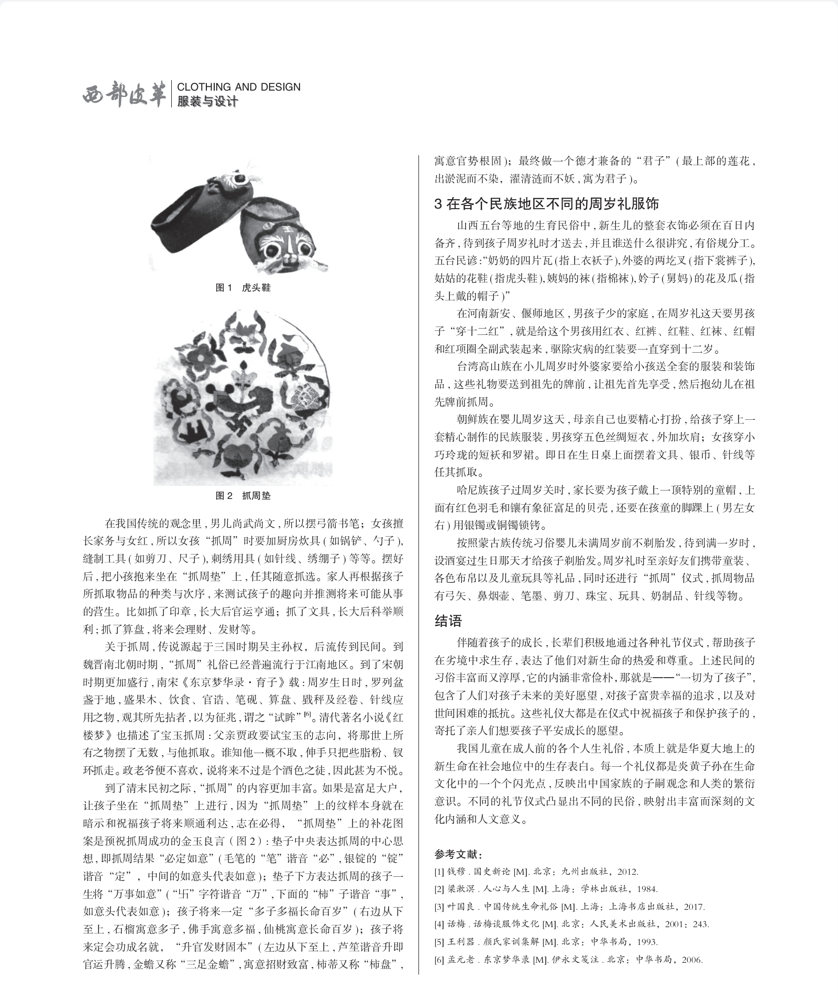 西部皮革
CLOTHING AND DESIGN
服装与设计
王
图 1　虎头鞋
图 2　抓周垫
在我国传统的观念里,男儿尚武尚文,所以摆弓箭书笔；女孩擅
长家务与女红,所以女孩“抓周”时要加厨房炊具(如锅铲、勺子),
缝制工具(如剪刀、尺子),刺绣用具(如针线、绣绷子)等等。摆好
后,把小孩抱来坐在“抓周垫”上,任其随意抓选。家人再根据孩子
所抓取物品的种类与次序,来测试孩子的趣向并推测将来可能从事
的营生。比如抓了印章,长大后官运亨通；抓了文具,长大后科举顺
利;抓了算盘,将来会理财、发财等。
关于抓周,传说源起于三国时期吴主孙权，后流传到民间。到
魏晋南北朝时期,“抓周”礼俗已经普遍流行于江南地区。到了宋朝
时期更加盛行,南宋《东京梦华录·育子》载:周岁生日时,罗列盆
盏于地,盛果木、饮食、官诰、笔砚、算盘、戥秤及经卷、针线应
用之物,观其所先拈者,以为征兆,谓之“试晬”[6]。清代著名小说《红
楼梦》也描述了宝玉抓周:父亲贾政要试宝玉的志向，将那世上所
有之物摆了无数,与他抓取。谁知他一概不取,伸手只把些脂粉、钗
环抓走。政老爷便不喜欢，说将来不过是个酒色之徒,因此甚为不悦。
到了清末民初之际,“抓周”的内容更加丰富。如果是富足大户,
让孩子坐在“抓周垫”上进行,因为“抓周垫”上的纹样本身就在
暗示和祝福孩子将来顺通利达,志在必得，“抓周垫”上的补花图
案是预祝抓周成功的金玉良言（图2）:垫子中央表达抓周的中心思
想,即抓周结果“必定如意”(毛笔的“笔”谐音“必”,银锭的“锭”
谐音“定”，中间的如意头代表如意)；垫子下方表达抓周的孩子一
生将“万事如意”(“卐”字符谐音“万”,下面的“柿”子谐音“事”,
如意头代表如意)；孩子将来一定“多子多福长命百岁”(右边从下
至上,石榴寓意多子,佛手寓意多福,仙桃寓意长命百岁)；孩子将
来定会功成名就，“升官发财固本”(左边从下至上,芦笙谐音升即
官运升腾,金蟾又称“三足金蟾”,寓意招财致富,柿蒂又称“柿盘”,
寓意官势根固)；最终做一个德才兼备的“君子”(最上部的莲花,
出淤泥而不染，濯清涟而不妖,寓为君子)。
3 在各个民族地区不同的周岁礼服饰
山西五台等地的生育民俗中,新生儿的整套衣饰必须在百日内
备齐,待到孩子周岁礼时才送去,并且谁送什么很讲究,有俗规分工。
五台民谚:“奶奶的四片瓦(指上衣袄子),外婆的两圪叉(指下裳裤子),
姑姑的花鞋(指虎头鞋),姨妈的袜(指棉袜),妗子(舅妈)的花及瓜(指
头上戴的帽子)”
在河南新安、偃师地区,男孩子少的家庭,在周岁礼这天要男孩
子“穿十二红”,就是给这个男孩用红衣、红裤、红鞋、红袜、红帽
和红项圈全副武装起来,驱除灾病的红装要一直穿到十二岁。
台湾高山族在小儿周岁时外婆家要给小孩送全套的服装和装饰
品,这些礼物要送到祖先的牌前,让祖先首先享受,然后抱幼儿在祖
先牌前抓周。
朝鲜族在婴儿周岁这天,母亲自己也要精心打扮,给孩子穿上一
套精心制作的民族服装,男孩穿五色丝绸短衣,外加坎肩；女孩穿小
巧玲珑的短袄和罗裙。即日在生日桌上面摆着文具、银币、针线等
任其抓取。
哈尼族孩子过周岁关时,家长要为孩子戴上一顶特别的童帽,上
面有红色羽毛和镶有象征富足的贝壳,还要在孩童的脚踝上(男左女
右)用银镯或铜镯锁铐。
按照蒙古族传统习俗婴儿未满周岁前不剃胎发,待到满一岁时,
设酒宴过生日那天才给孩子剃胎发。周岁礼时至亲好友们携带童装、
各色布帛以及儿童玩具等礼品,同时还进行“抓周”仪式,抓周物品
有弓矢、鼻烟壶、笔墨、剪刀、珠宝、玩具、奶制品、针线等物。
结语
伴随着孩子的成长,长辈们积极地通过各种礼节仪式,帮助孩子
在劣境中求生存,表达了他们对新生命的热爱和尊重。上述民间的
习俗丰富而又淳厚,它的内涵非常俭朴,那就是——“一切为了孩子”,
包含了人们对孩子未来的美好愿望,对孩子富贵幸福的追求,以及对
世间困难的抵抗。这些礼仪大都是在仪式中祝福孩子和保护孩子的,
寄托了亲人们想要孩子平安成长的愿望。
我国儿童在成人前的各个人生礼俗,本质上就是华夏大地上的
新生命在社会地位中的生存表白。每一个礼仪都是炎黄子孙在生命
文化中的一个个闪光点,反映出中国家族的子嗣观念和人类的繁衍
意识。不同的礼节仪式凸显出不同的民俗,映射出丰富而深刻的文
化内涵和人文意义。
参考文献：
[1] 钱穆 . 国史新论 [M]. 北京：九州出版社，2012.
[2] 梁漱溟 . 人心与人生 [M]. 上海：学林出版社，1984.
[3] 叶国良 . 中国传统生命礼俗 [M]. 上海：上海书店出版社，2017.
[4] 话梅 . 话梅谈服饰文化 [M]. 北京：人民美术出版社，2001：243.
[5] 王利器 . 颜氏家训集解 [M]. 北京：中华书局，1993.
[6] 孟元老 . 东京梦华录 [M]. 伊永文笺注 . 北京：中华书局，2006.